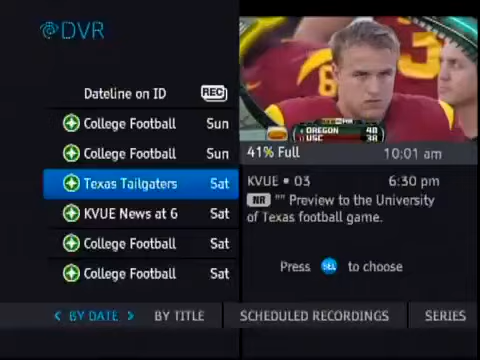 DVR
Dateline on ID REC
College Football Sun
College Football Sun
Texas Tailgaters Sat
KVUE News at 6 Sat
College Football Sat
College Football Sat
OREGON 40
USC 38
41% Full 10:01 am
KVUE • 03 6:30 pm
NR "" Preview to the University
of Texas football game.
Press SEL to choose
< BY DATE > BY TITLE SCHEDULED RECORDINGS SERIES